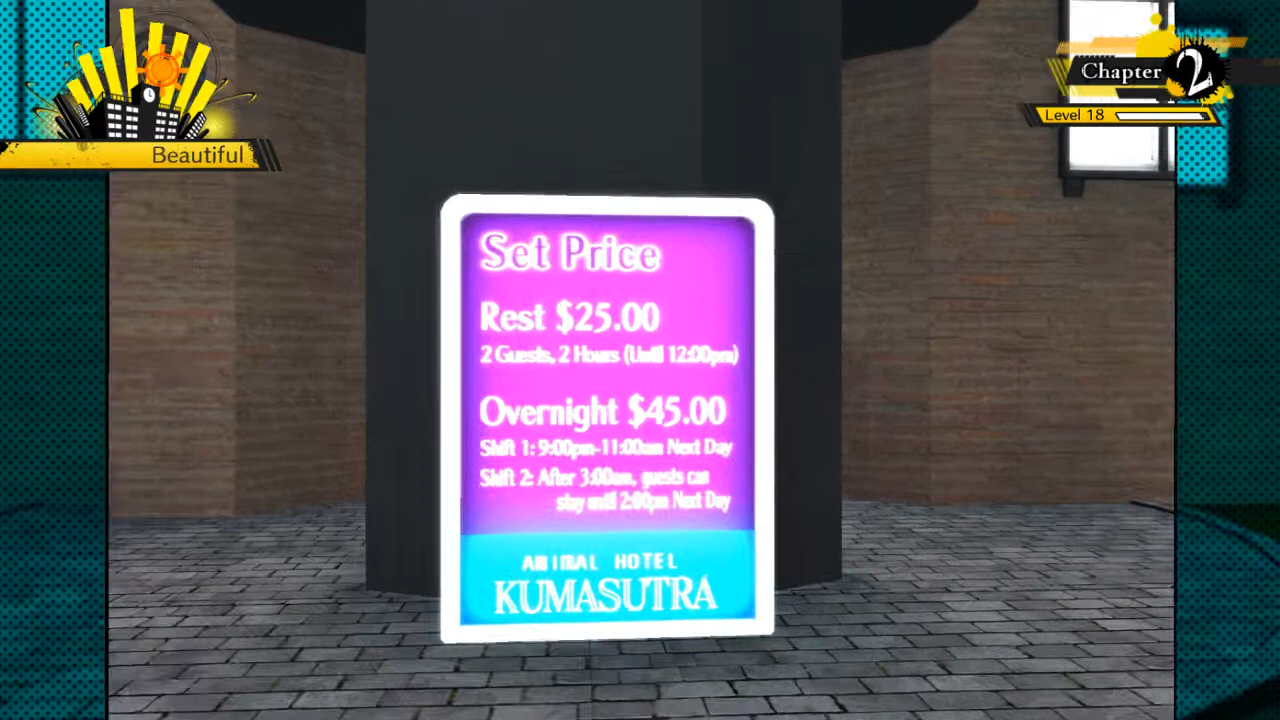 Beautiful
Chapter 2
Level 18
Set Price
Rest $25.00
2 Guests, 2 Hours (Until 12:00pm)
Overnight $45.00
Shift 1: 9:00pm-11:00am Next Day
Shift 2: After 3:00am, guests can
stay until 2:00pm Next Day
ANIMAL HOTEL
KUMASUTRA